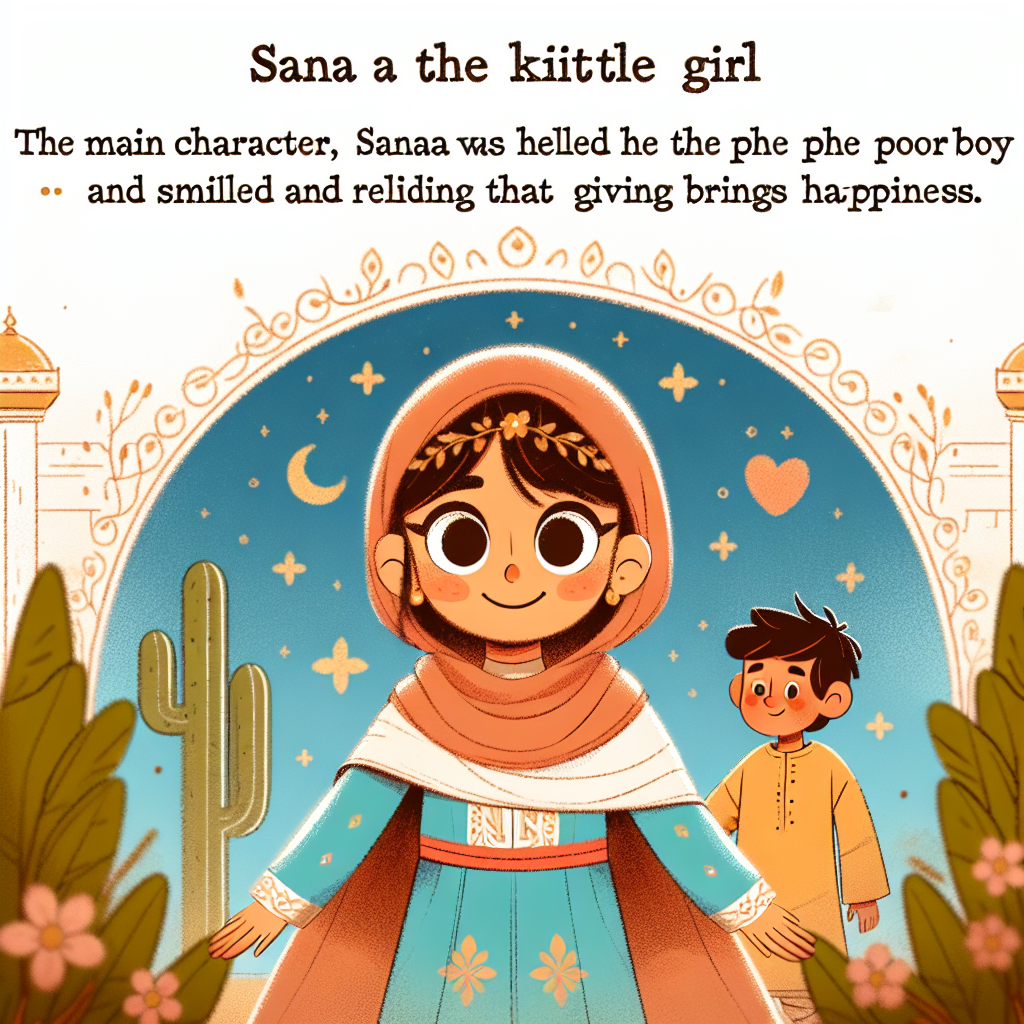 Sana a the kiittle girl
The main character, Sanaa was helled he the phe phe poor boy
and smilled and reliding that giving brings happiness.